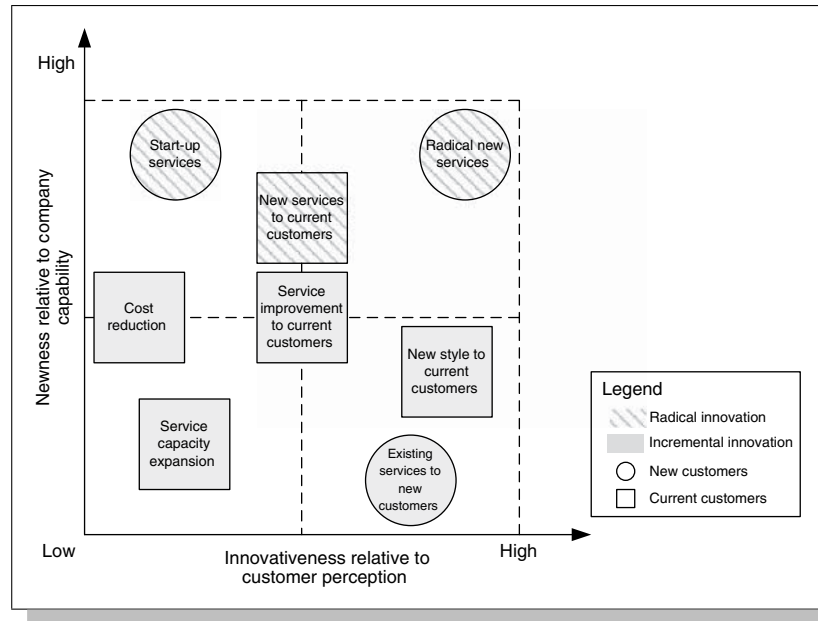 High
Newness relative to company
capability
Start-up
services
Radical new
services
New services
to current
customers
Cost
reduction
Service
improvement
to current
customers
New style to
current
customers
Service
capacity
expansion
Existing
services to
new
customers
Low
Innovativeness relative to
customer perception
High
Legend
Radical innovation
Incremental innovation
New customers
Current customers